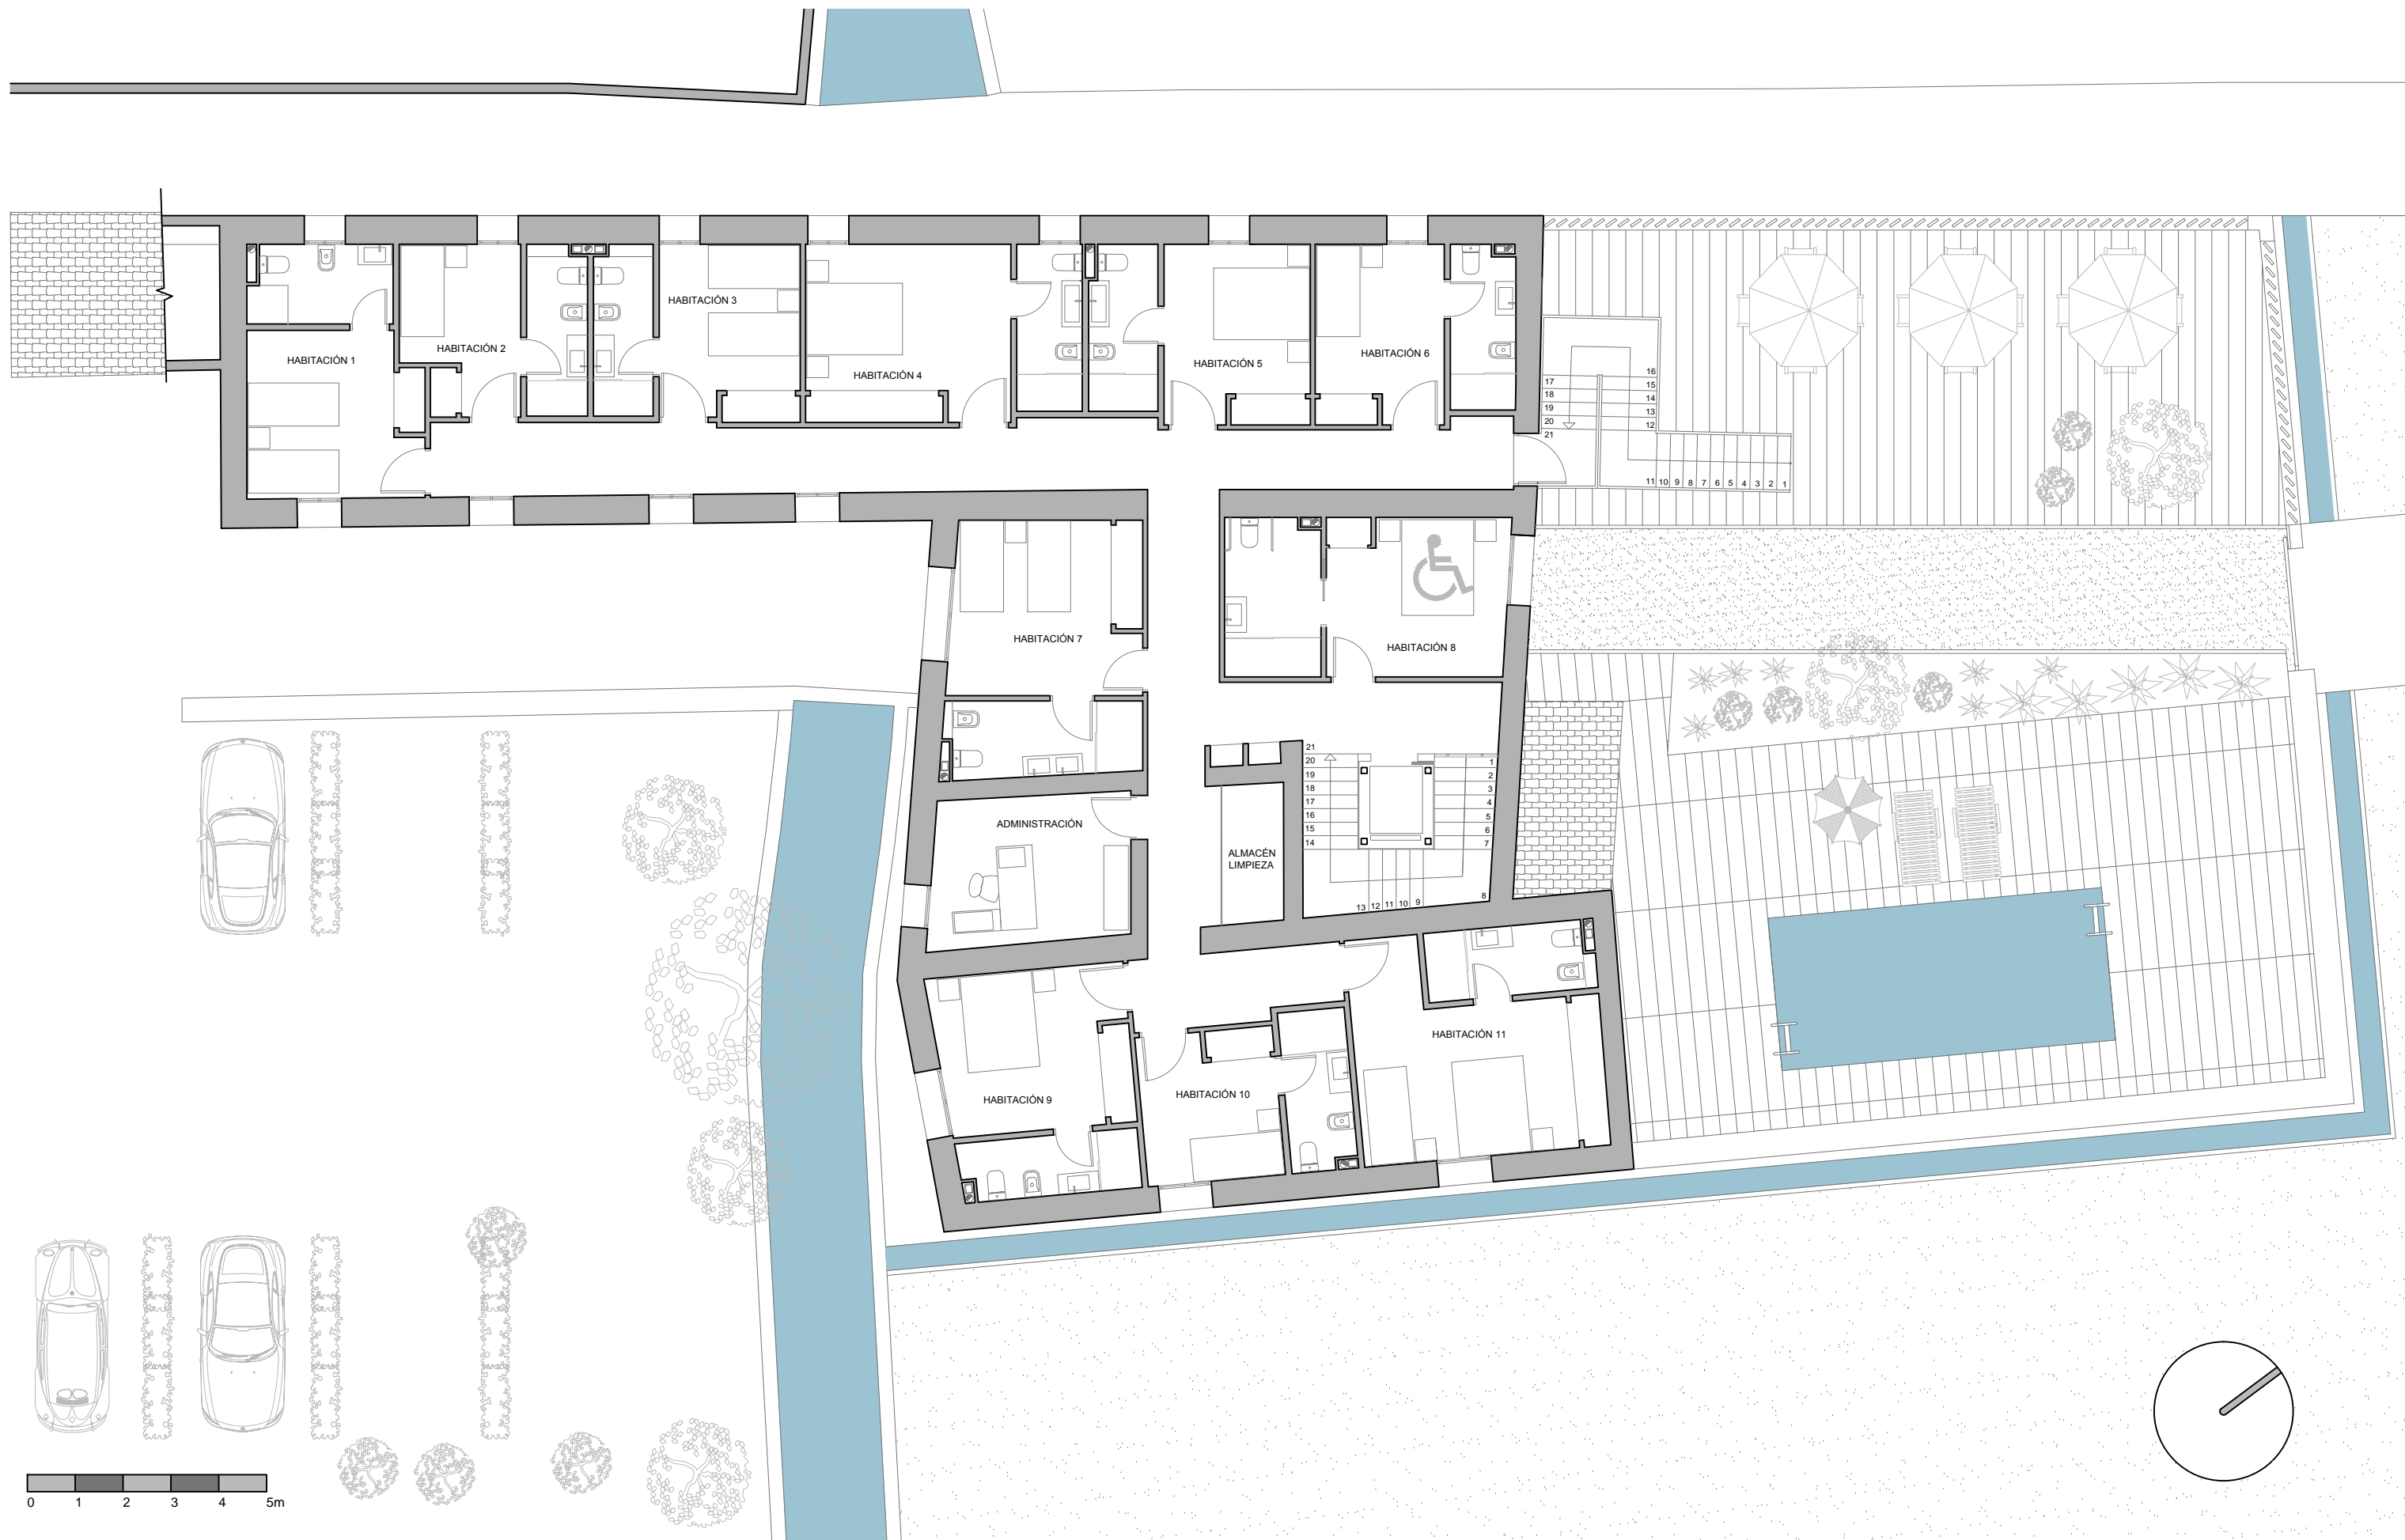 HABITACIÓN 1
HABITACIÓN 2
HABITACIÓN 3
HABITACIÓN 4
HABITACIÓN 5
HABITACIÓN 6
16
15
14
13
12
17
18
19
20
21
11 10 9 8 7 6 5 4 3 2 1
HABITACIÓN 7
HABITACIÓN 8
ADMINISTRACIÓN
ALMACÉN
LIMPIEZA
21
20
19
18
17
16
15
14
1
2
3
4
5
6
7
13 12 11 10 9 8
HABITACIÓN 9
HABITACIÓN 10
HABITACIÓN 11
0 1 2 3 4 5m